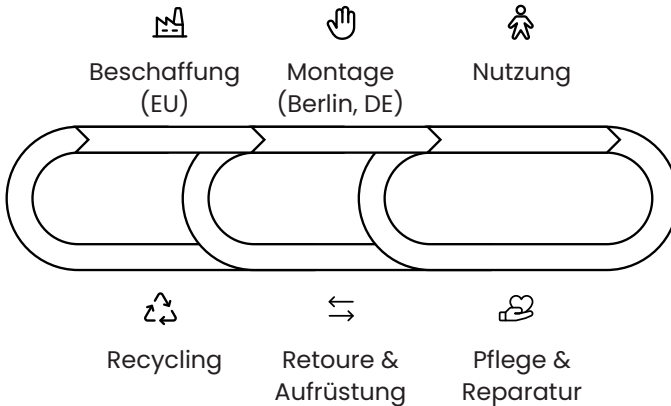 Beschaffung
(EU)
Montage
(Berlin, DE)
Nutzung
Recycling
Retoure &
Aufrüstung
Pflege &
Reparatur